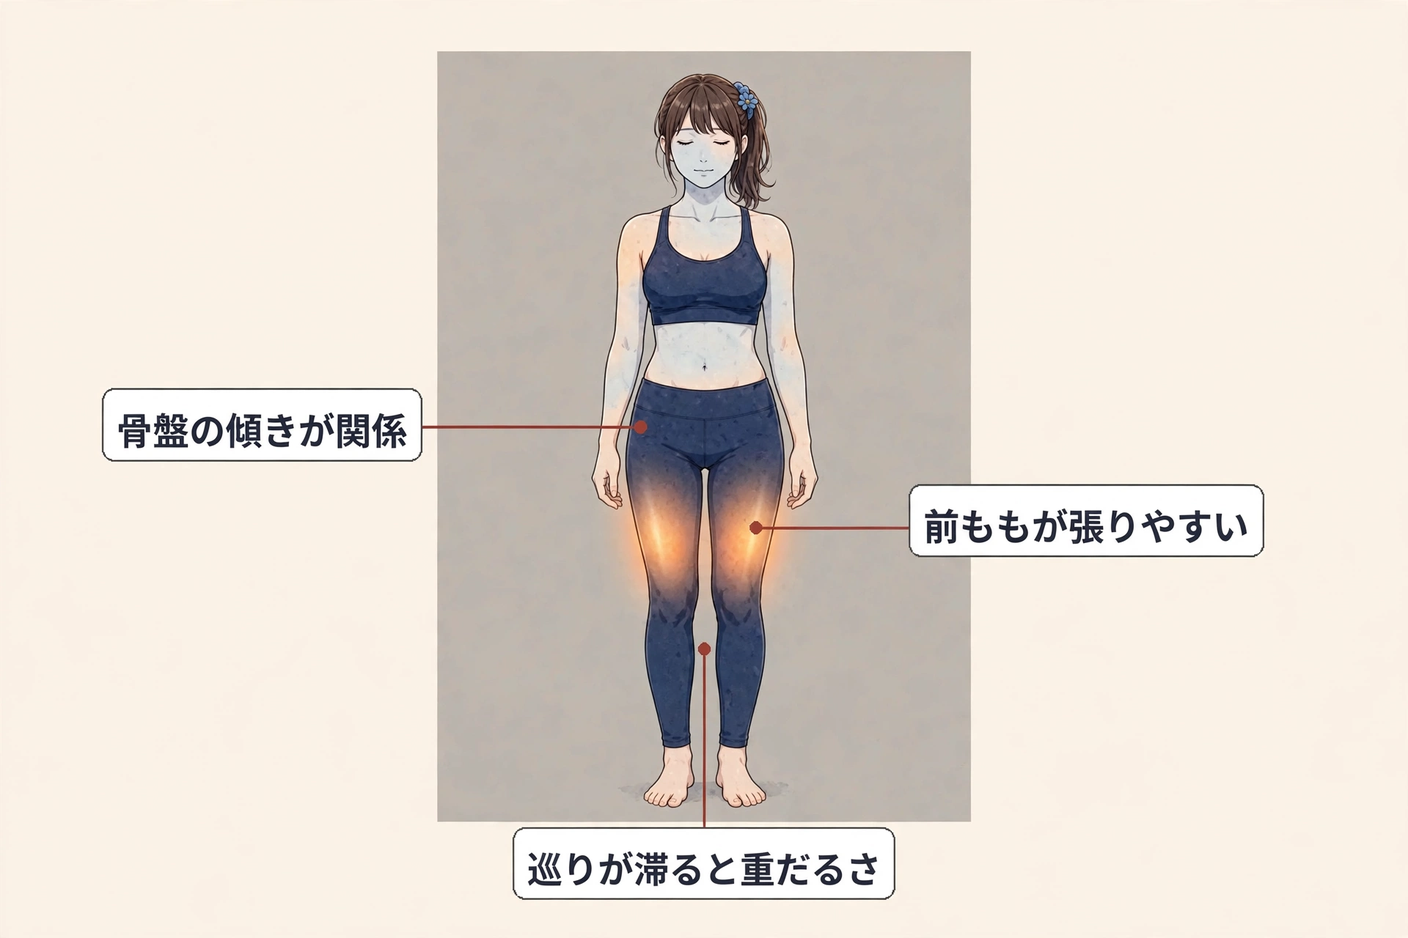 骨盤の傾きが関係
前ももが張りやすい
巡りが滞ると重だるさ